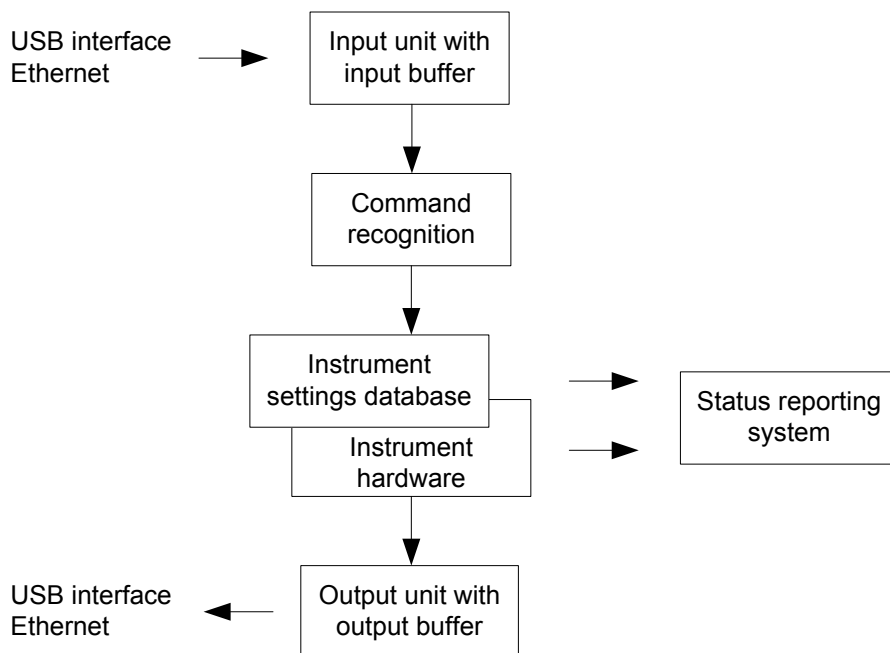 USB interface
Ethernet
Input unit with
input buffer
Command
recognition
Instrument
settings database
Instrument
hardware
Status reporting
system
USB interface
Ethernet
Output unit with
output buffer